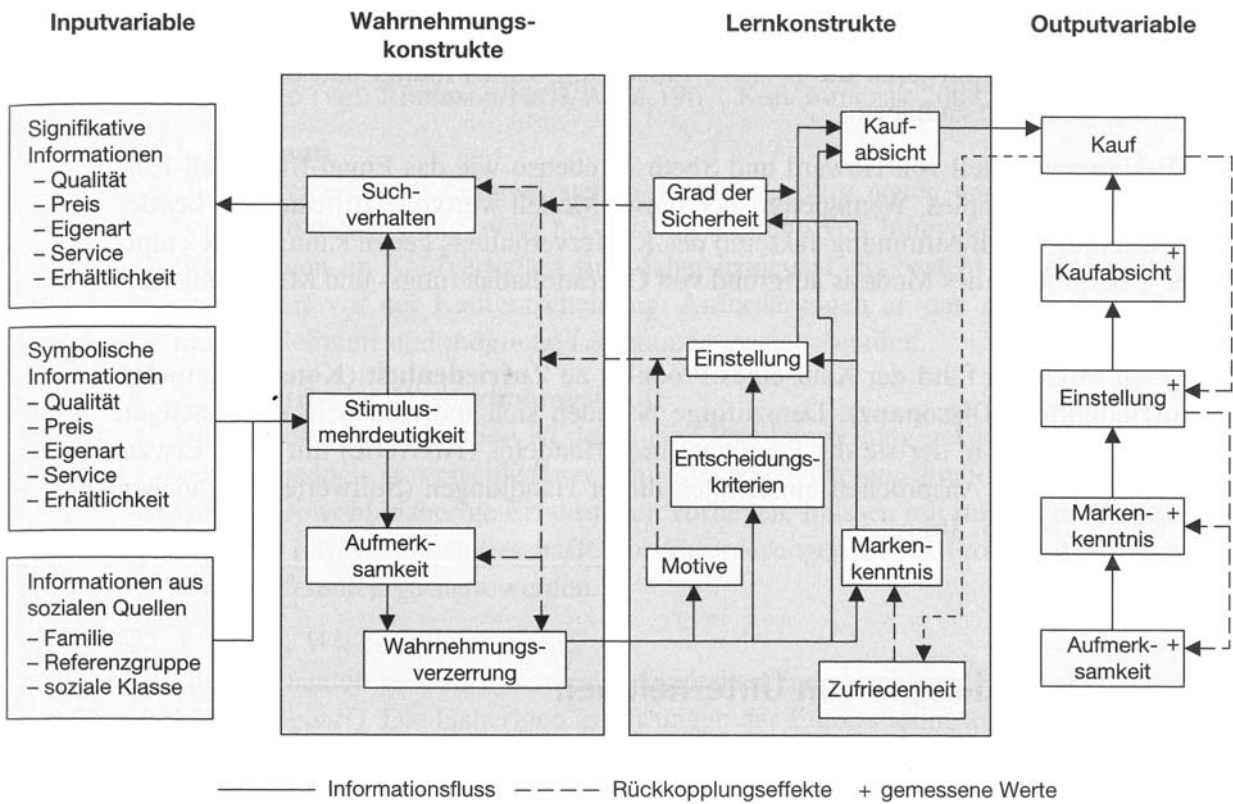 Inputvariable
Wahrnehmungs-
konstrukte
Lernkonstrukte
Outputvariable
Signifikative
Informationen
– Qualität
– Preis
– Eigenart
– Service
– Erhältlichkeit
Symbolische
Informationen
– Qualität
– Preis
– Eigenart
– Service
– Erhältlichkeit
Informationen aus
sozialen Quellen
– Familie
– Referenzgruppe
– soziale Klasse
Such-
verhalten
Stimulus-
mehrdeutigkeit
Aufmerk-
samkeit
Wahrnehmungs-
verzerrung
Kauf-
absicht
Grad der
Sicherheit
Einstellung
Entscheidungs-
kriterien
Motive
Marken-
kenntnis
Zufriedenheit
Kauf
Kaufabsicht +
Einstellung +
Marken- +
kenntnis
Aufmerk- +
samkeit
Informationsfluss
Rückkopplungseffekte
+ gemessene Werte